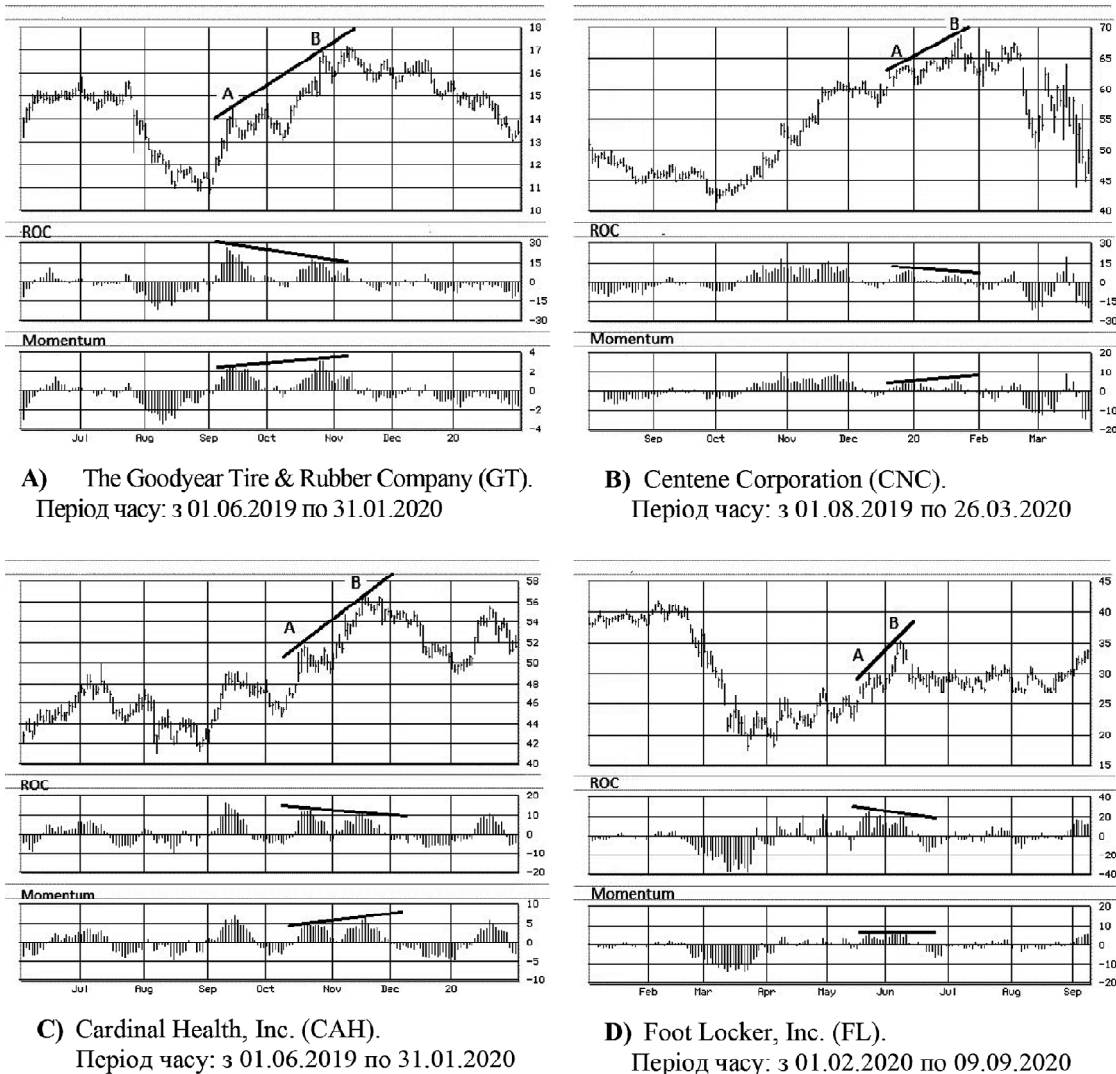 18
17
16
15
14
13
12
11
10
A
B
ROC
30
15
0
-15
-30
Momentum
4
2
0
-2
-4
Jul Aug Sep Oct Nov Dec 20
A) The Goodyear Tire & Rubber Company (GT).
Період часу: з 01.06.2019 по 31.01.2020
70
65
60
55
50
45
40
A
B
ROC
30
15
0
-15
-30
Momentum
20
10
0
-10
-20
Sep Oct Nov Dec 20 Feb Mar
B) Centene Corporation (CNC).
Період часу: з 01.08.2019 по 26.03.2020
58
56
54
52
50
48
46
44
42
40
A
B
ROC
20
10
0
-10
-20
Momentum
10
5
0
-5
-10
Jul Aug Sep Oct Nov Dec 20
C) Cardinal Health, Inc. (CAH).
Період часу: з 01.06.2019 по 31.01.2020
45
40
35
30
25
20
15
A
B
ROC
40
20
0
-20
-40
Momentum
20
10
0
-10
-20
Feb Mar Apr May Jun Jul Aug Sep
D) Foot Locker, Inc. (FL).
Період часу: з 01.02.2020 по 09.09.2020